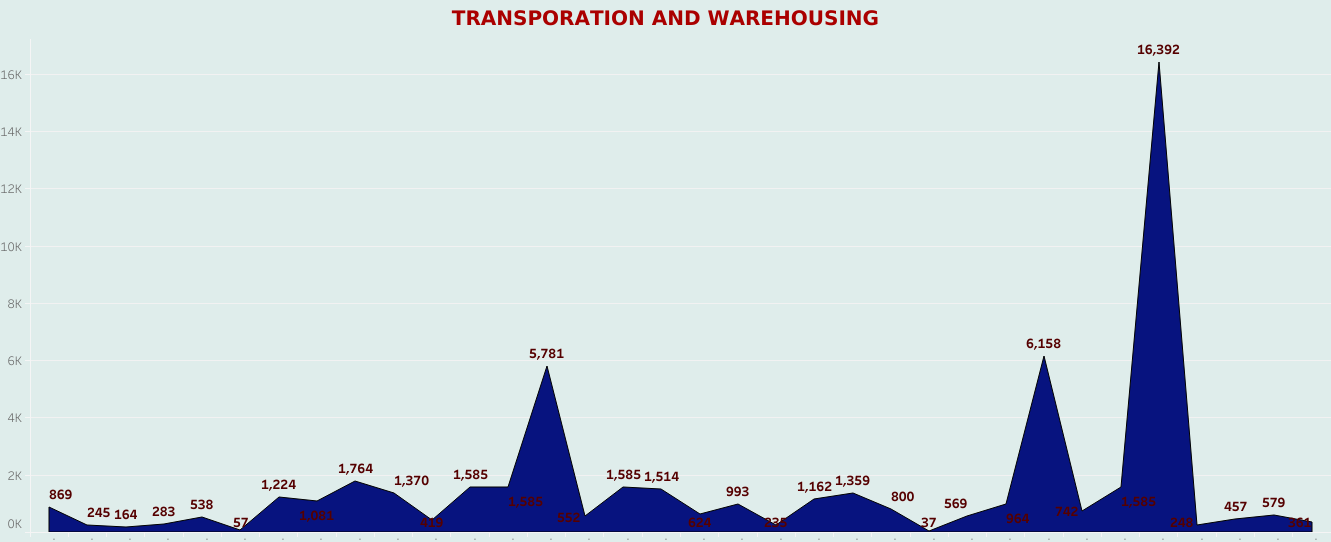 TRANSPORATION AND WAREHOUSING
16,392
16K
14K
12K
10K
8K
6,158
5,781
6K
4K
1,764
2K
1,370
1,585
1,585
1,514
1,224
1,162
1,359
869
993
800
538
569
579
245
164
283
457
57
37
0K